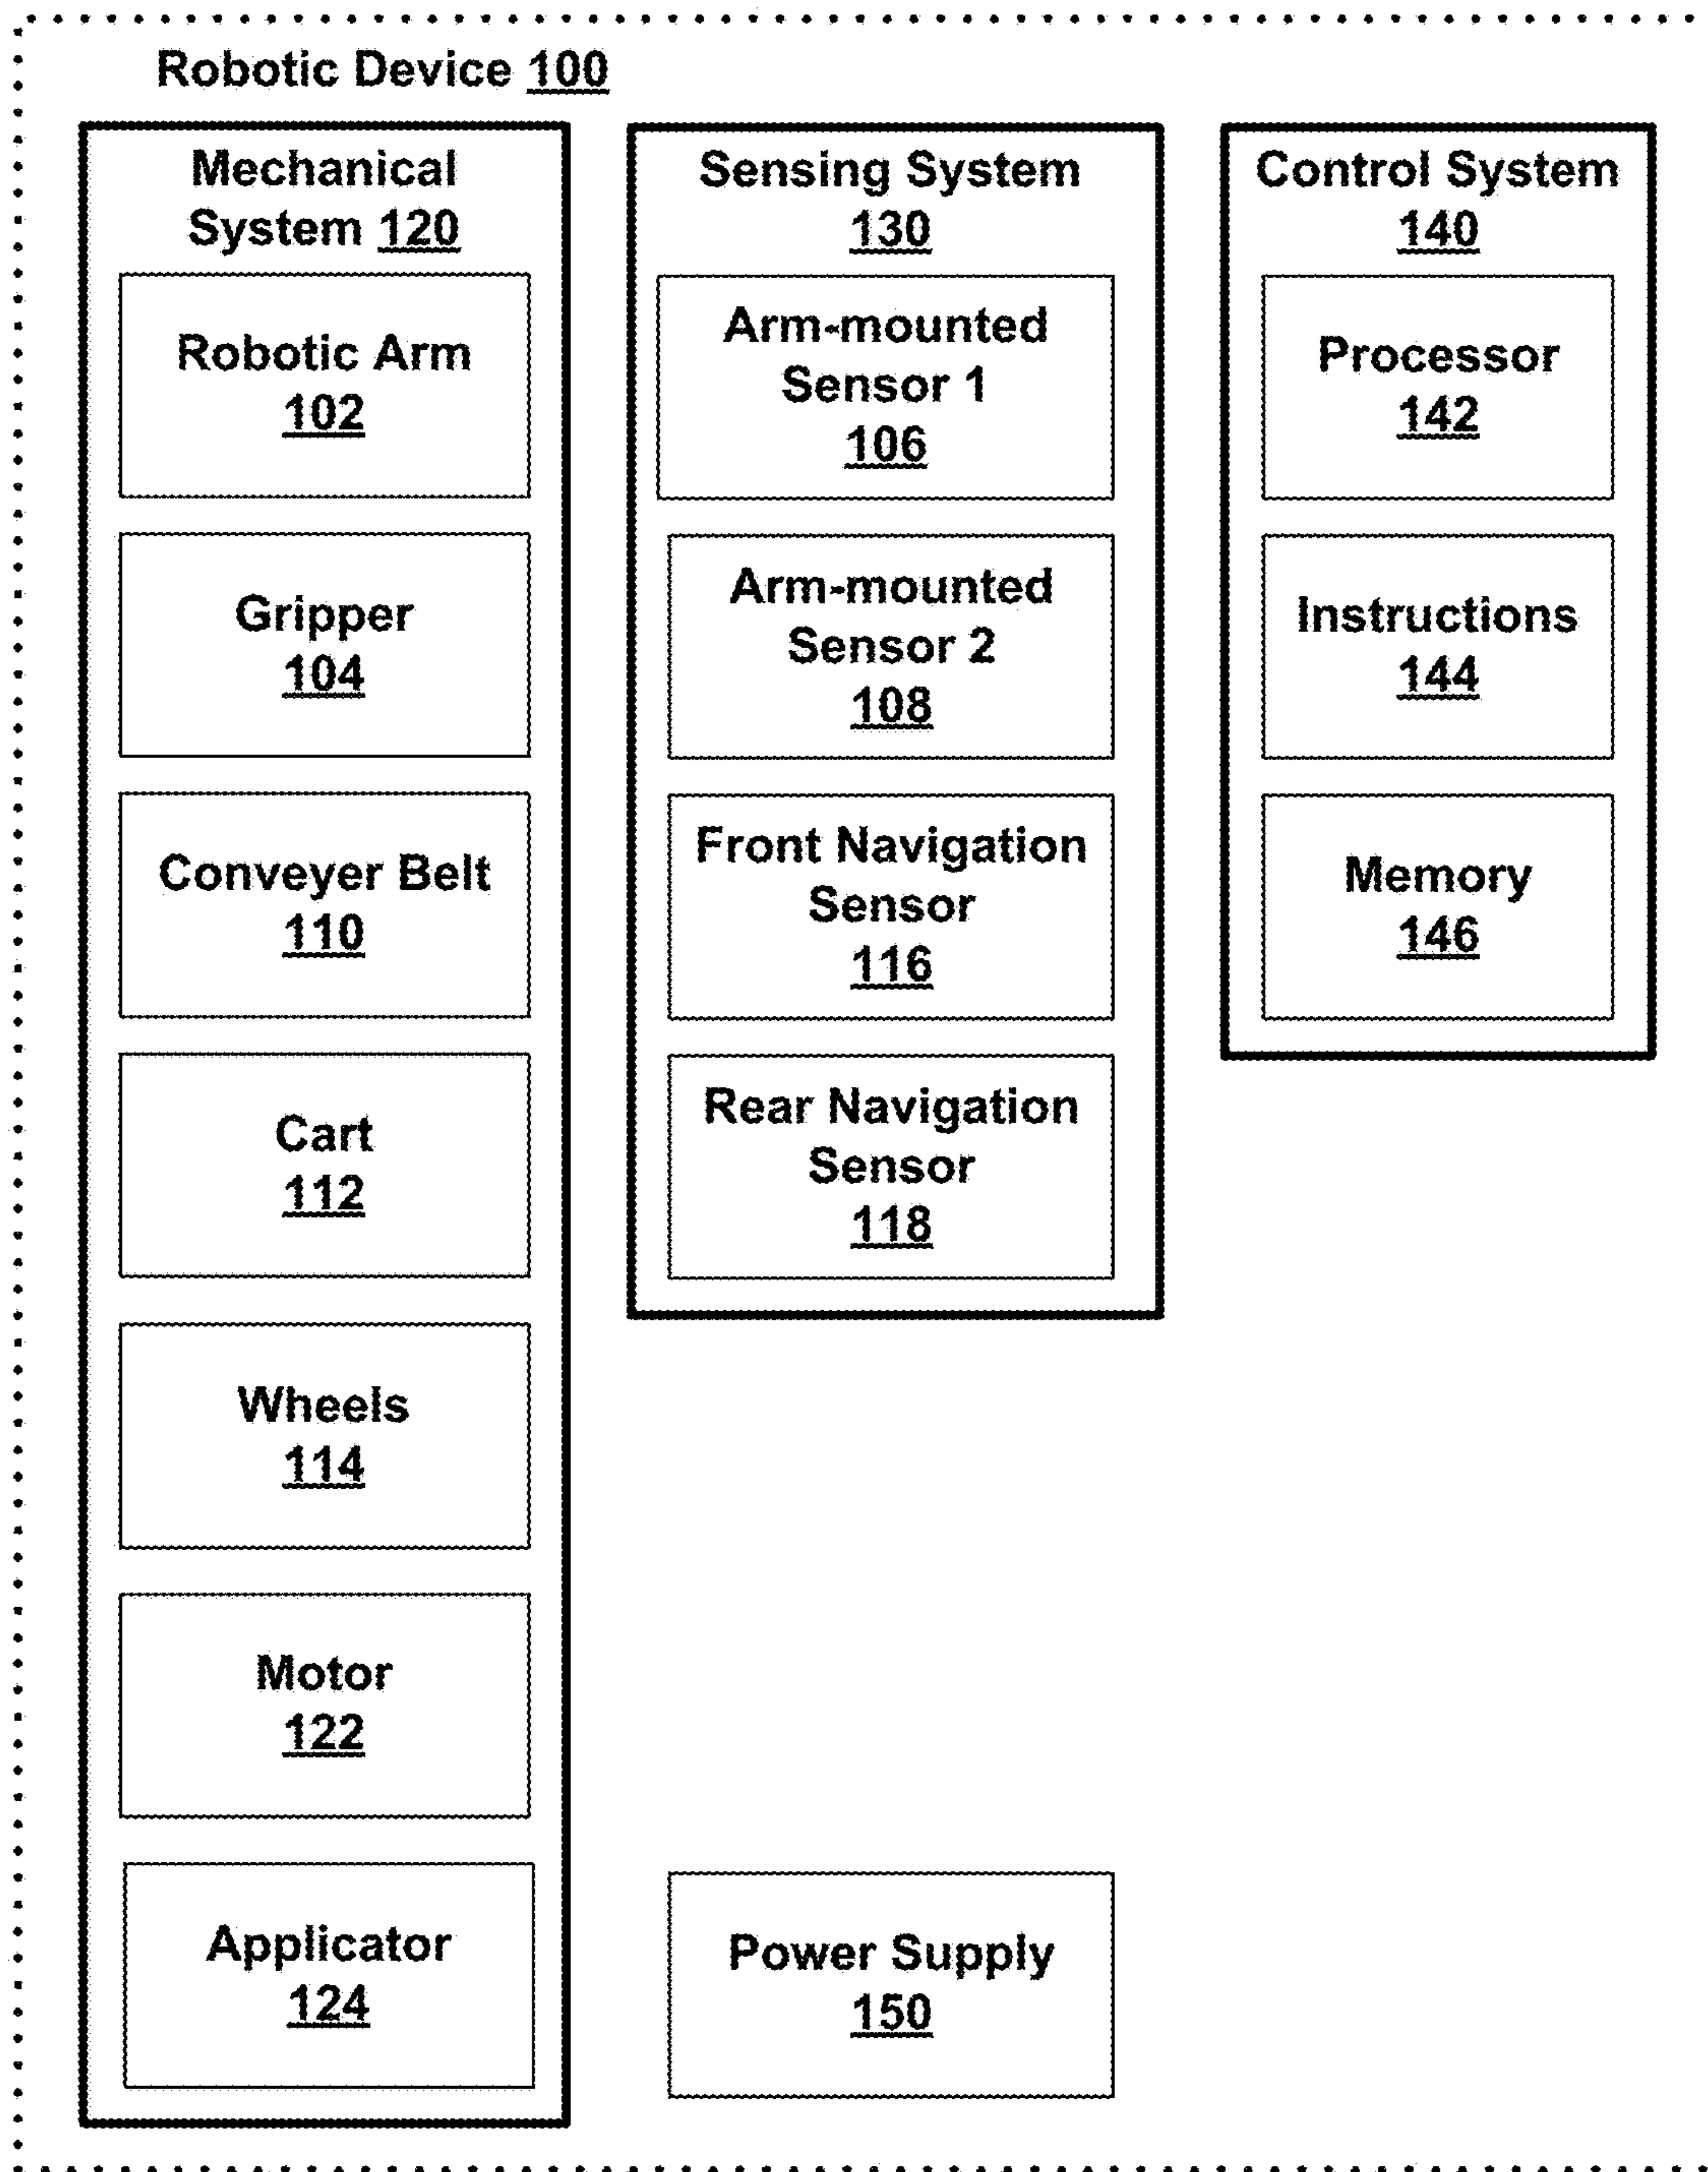 Robotic Device 100
Mechanical
System 120
Robotic Arm
102
Gripper
104
Conveyer Belt
110
Cart
112
Wheels
114
Motor
122
Applicator
124
Sensing System
130
Arm-mounted
Sensor 1
106
Arm-mounted
Sensor 2
108
Front Navigation
Sensor
116
Rear Navigation
Sensor
118
Power Supply
150
Control System
140
Processor
142
Instructions
144
Memory
146